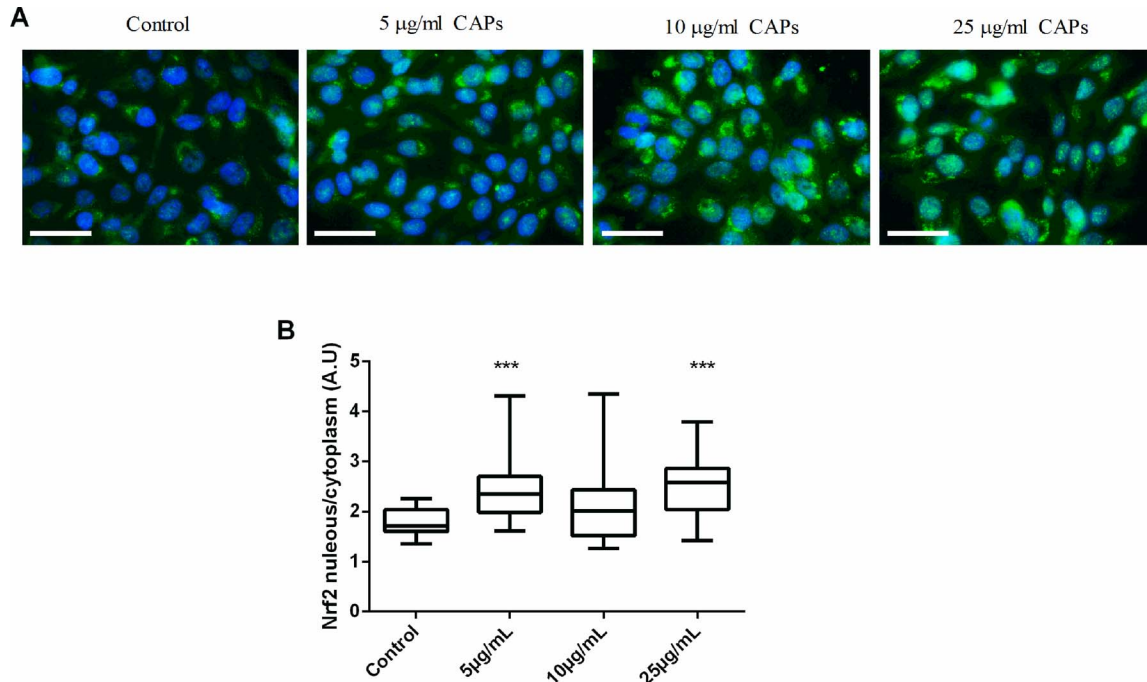 A
Control
5 µg/ml CAPs
10 µg/ml CAPs
25 µg/ml CAPs
B
Nrf2 nuleous/cytoplasm (A.U)
5
4
3
2
1
0
***
***
Control
5µg/mL
10µg/mL
25µg/mL